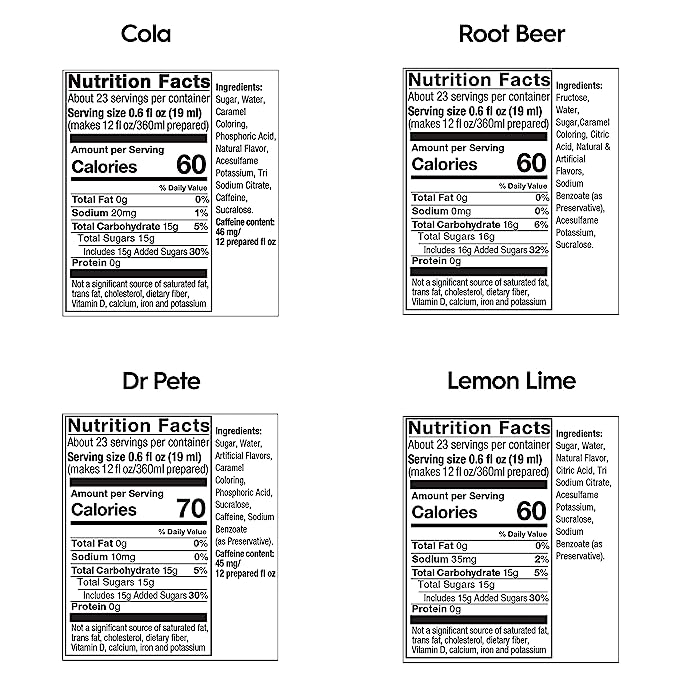 Cola
Nutrition Facts
About 23 servings per container
Serving size 0.6 fl oz (19 ml)
(makes 12 fl oz/360ml prepared)
Amount per Serving
Calories 60
% Daily Value
Total Fat 0g 0%
Sodium 20mg 1%
Total Carbohydrate 15g 5%
Total Sugars 15g
Includes 15g Added Sugars 30%
Protein 0g
Not a significant source of saturated fat,
trans fat, cholesterol, dietary fiber,
Vitamin D, calcium, iron and potassium
Ingredients:
Sugar, Water,
Caramel
Coloring,
Phosphoric Acid,
Natural Flavor,
Acesulfame
Potassium, Tri
Sodium Citrate,
Caffeine,
Sucralose.
Caffeine content:
46 mg/
12 prepared fl oz
Root Beer
Nutrition Facts
About 23 servings per container
Serving size 0.6 fl oz (19 ml)
(makes 12 fl oz/360ml prepared)
Amount per Serving
Calories 60
% Daily Value
Total Fat 0g 0%
Sodium 0mg 0%
Total Carbohydrate 16g 6%
Total Sugars 16g
Includes 16g Added Sugars 32%
Protein 0g
Not a significant source of saturated fat,
trans fat, cholesterol, dietary fiber,
Vitamin D, calcium, iron and potassium
Ingredients:
Fructose,
Water,
Sugar,Caramel
Coloring, Citric
Acid, Natural &
Artificial
Flavors,
Sodium
Benzoate (as
Preservative),
Acesulfame
Potassium,
Sucralose.
Dr Pete
Nutrition Facts
About 23 servings per container
Serving size 0.6 fl oz (19 ml)
(makes 12 fl oz/360ml prepared)
Amount per Serving
Calories 70
% Daily Value
Total Fat 0g 0%
Sodium 10mg 0%
Total Carbohydrate 15g 5%
Total Sugars 15g
Includes 15g Added Sugars 30%
Protein 0g
Not a significant source of saturated fat,
trans fat, cholesterol, dietary fiber,
Vitamin D, calcium, iron and potassium
Ingredients:
Sugar, Water,
Artificial Flavors,
Caramel
Coloring,
Phosphoric Acid,
Sucralose,
Caffeine, Sodium
Benzoate
(as Preservative).
Caffeine content:
45 mg/
12 prepared fl oz
Lemon Lime
Nutrition Facts
About 23 servings per container
Serving size 0.6 fl oz (19 ml)
(makes 12 fl oz/360ml prepared)
Amount per Serving
Calories 60
% Daily Value
Total Fat 0g 0%
Sodium 35mg 2%
Total Carbohydrate 15g 5%
Total Sugars 15g
Includes 15g Added Sugars 30%
Protein 0g
Not a significant source of saturated fat,
trans fat, cholesterol, dietary fiber,
Vitamin D, calcium, iron and potassium
Ingredients:
Sugar, Water,
Natural Flavor,
Citric Acid, Tri
Sodium Citrate,
Acesulfame
Potassium,
Sucralose,
Sodium
Benzoate (as
Preservative).